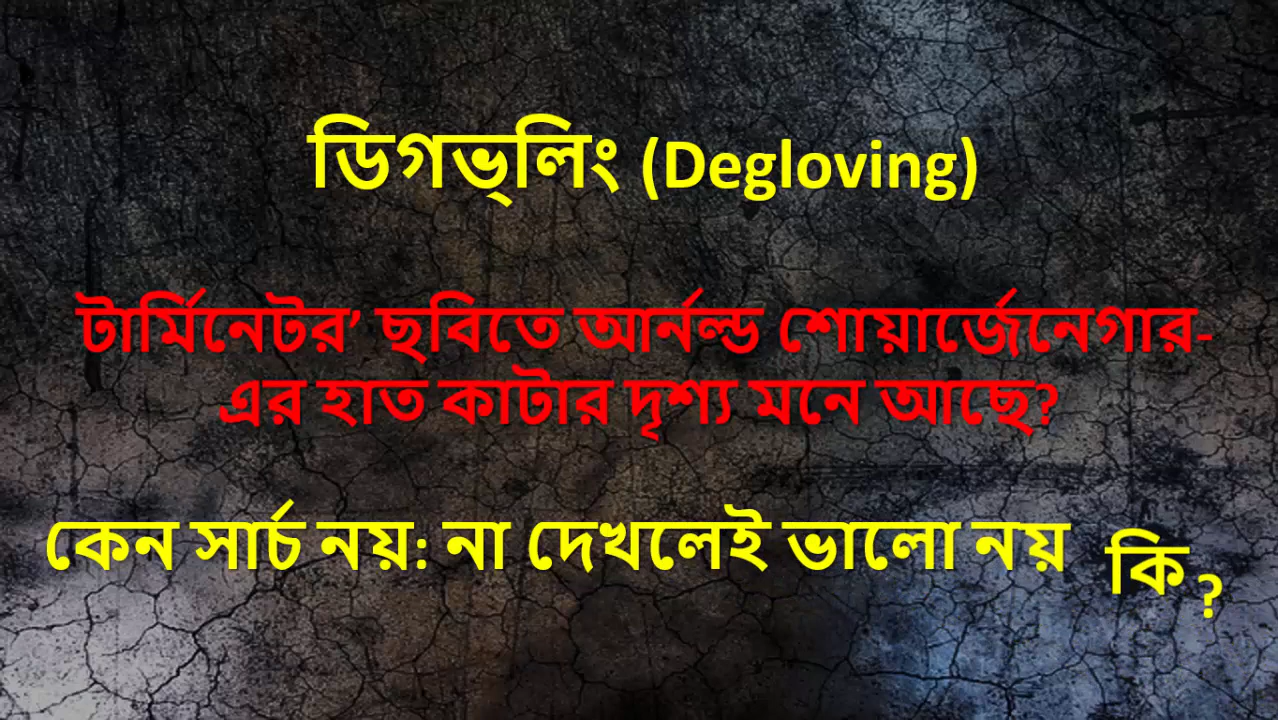 ডিগভ্লিং (Degloving)
টার্মিনেটর’ ছবিতে আর্নল্ড শোয়ার্জেনেগার-
এর হাত কাটার দৃশ্য মনে আছে?
কেন সার্চ নয়: না দেখলেই ভালো নয় কি ?